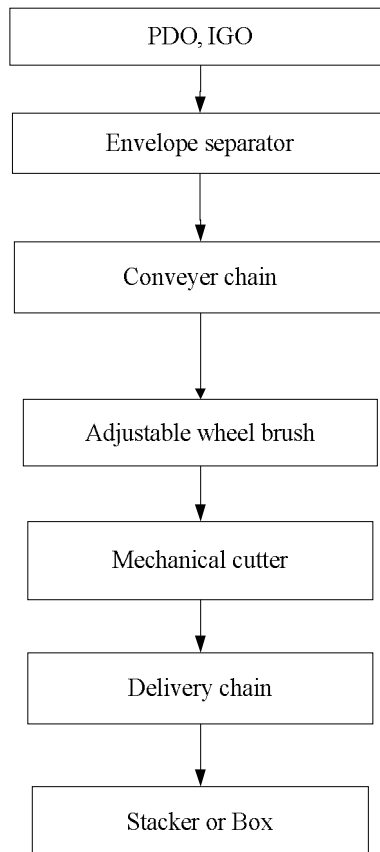 PDO, IGO
Envelope separator
Conveyer chain
Adjustable wheel brush
Mechanical cutter
Delivery chain
Stacker or Box